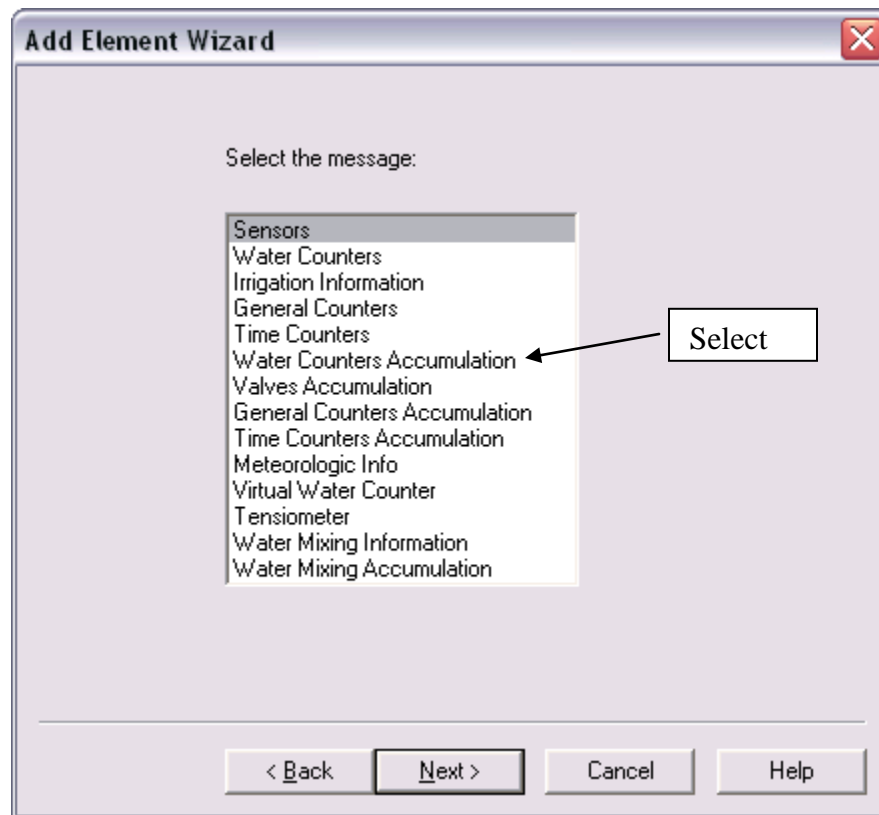 Add Element Wizard
Select the message:
Sensors
Water Counters
Irrigation Information
General Counters
Time Counters
Water Counters Accumulation
Select
Valves Accumulation
General Counters Accumulation
Time Counters Accumulation
Meteorologic Info
Virtual Water Counter
Tensiometer
Water Mixing Information
Water Mixing Accumulation
< Back Next > Cancel Help